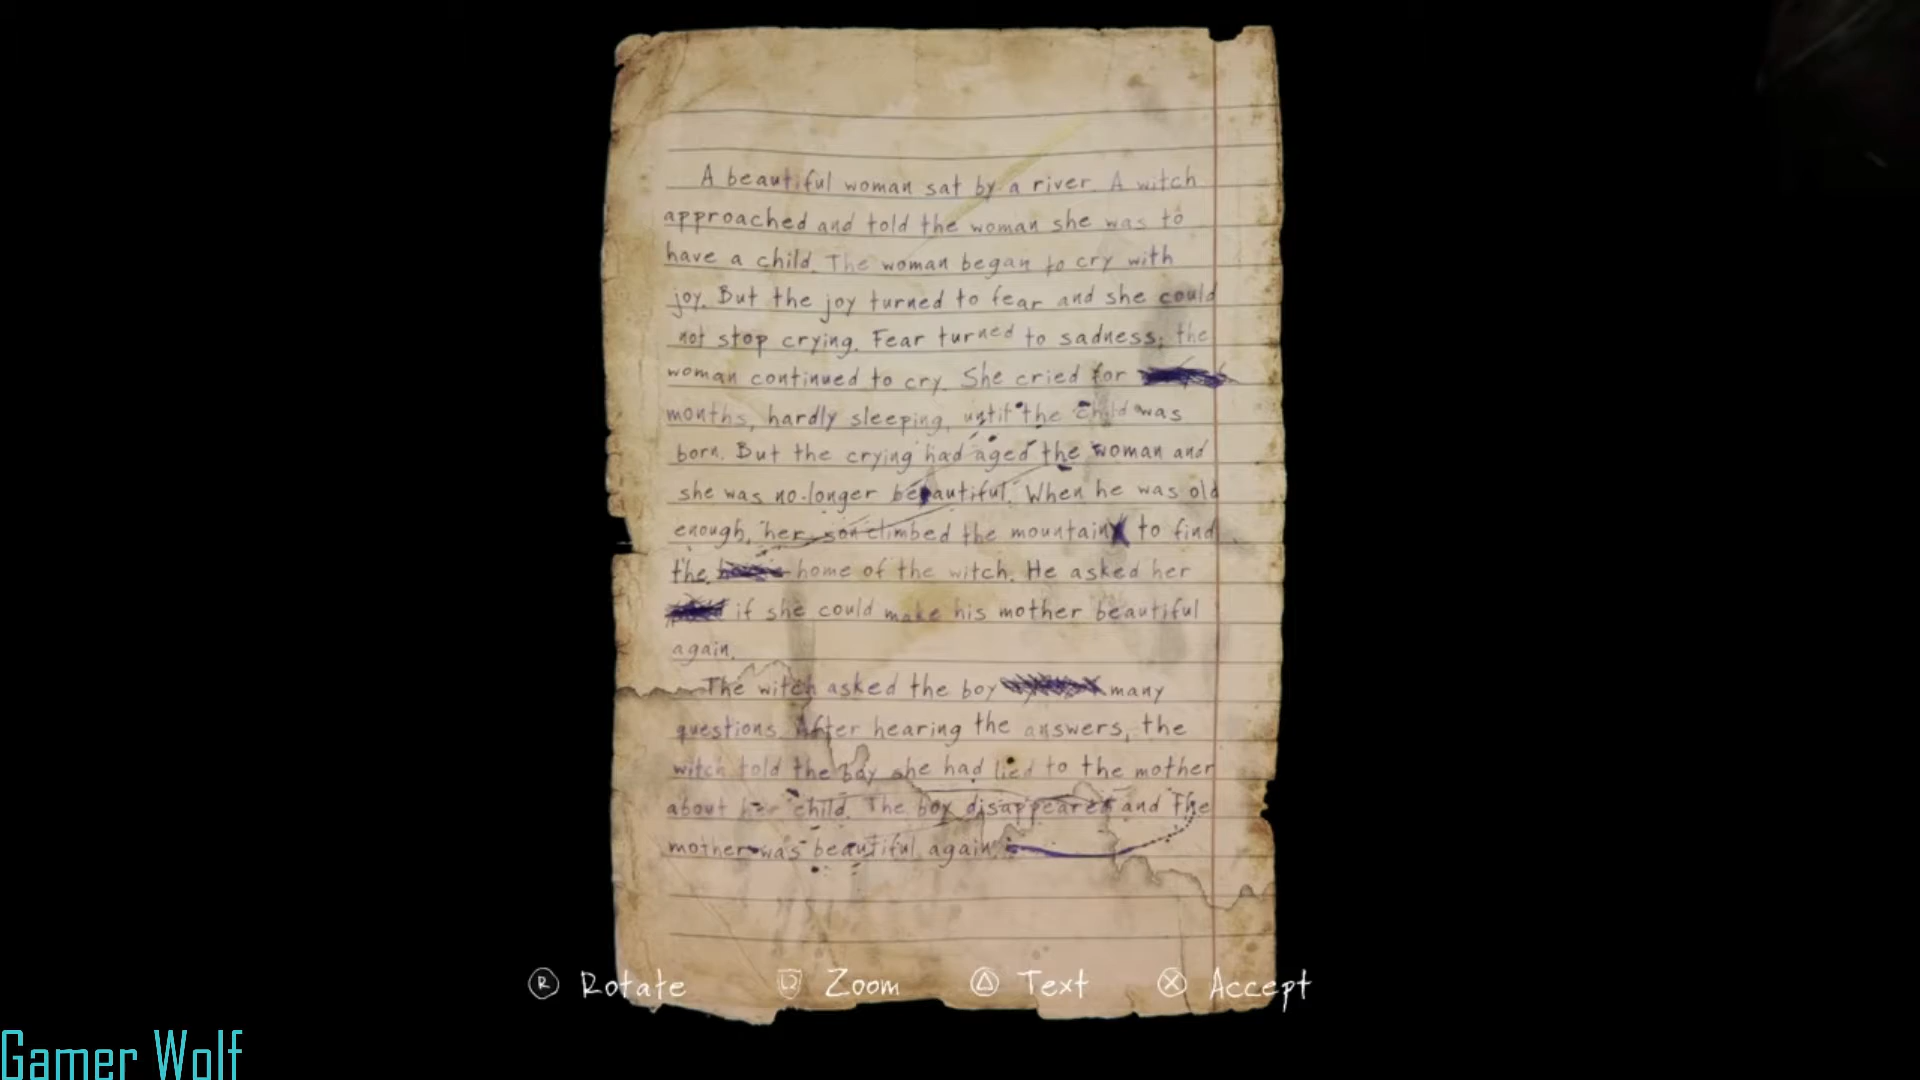 A beautiful woman sat by a river. A witch
approached and told the woman she was to
have a child. The woman began to cry with
joy. But the joy turned to fear and she could
not stop crying. Fear turned to sadness; the
woman continued to cry. She cried for
months, hardly sleeping, until the child was
born. But the crying had aged the woman and
she was no longer beautiful. When he was old
enough, her son climbed the mountain to find
the home of the witch. He asked her
if she could make his mother beautiful
again.
The witch asked the boy many
questions. After hearing the answers, the
witch told the boy she had lied to the mother
about her child. The boy disappeared and the
mother was beautiful again.
R Rotate L2 Zoom Text Accept
Gamer Wolf